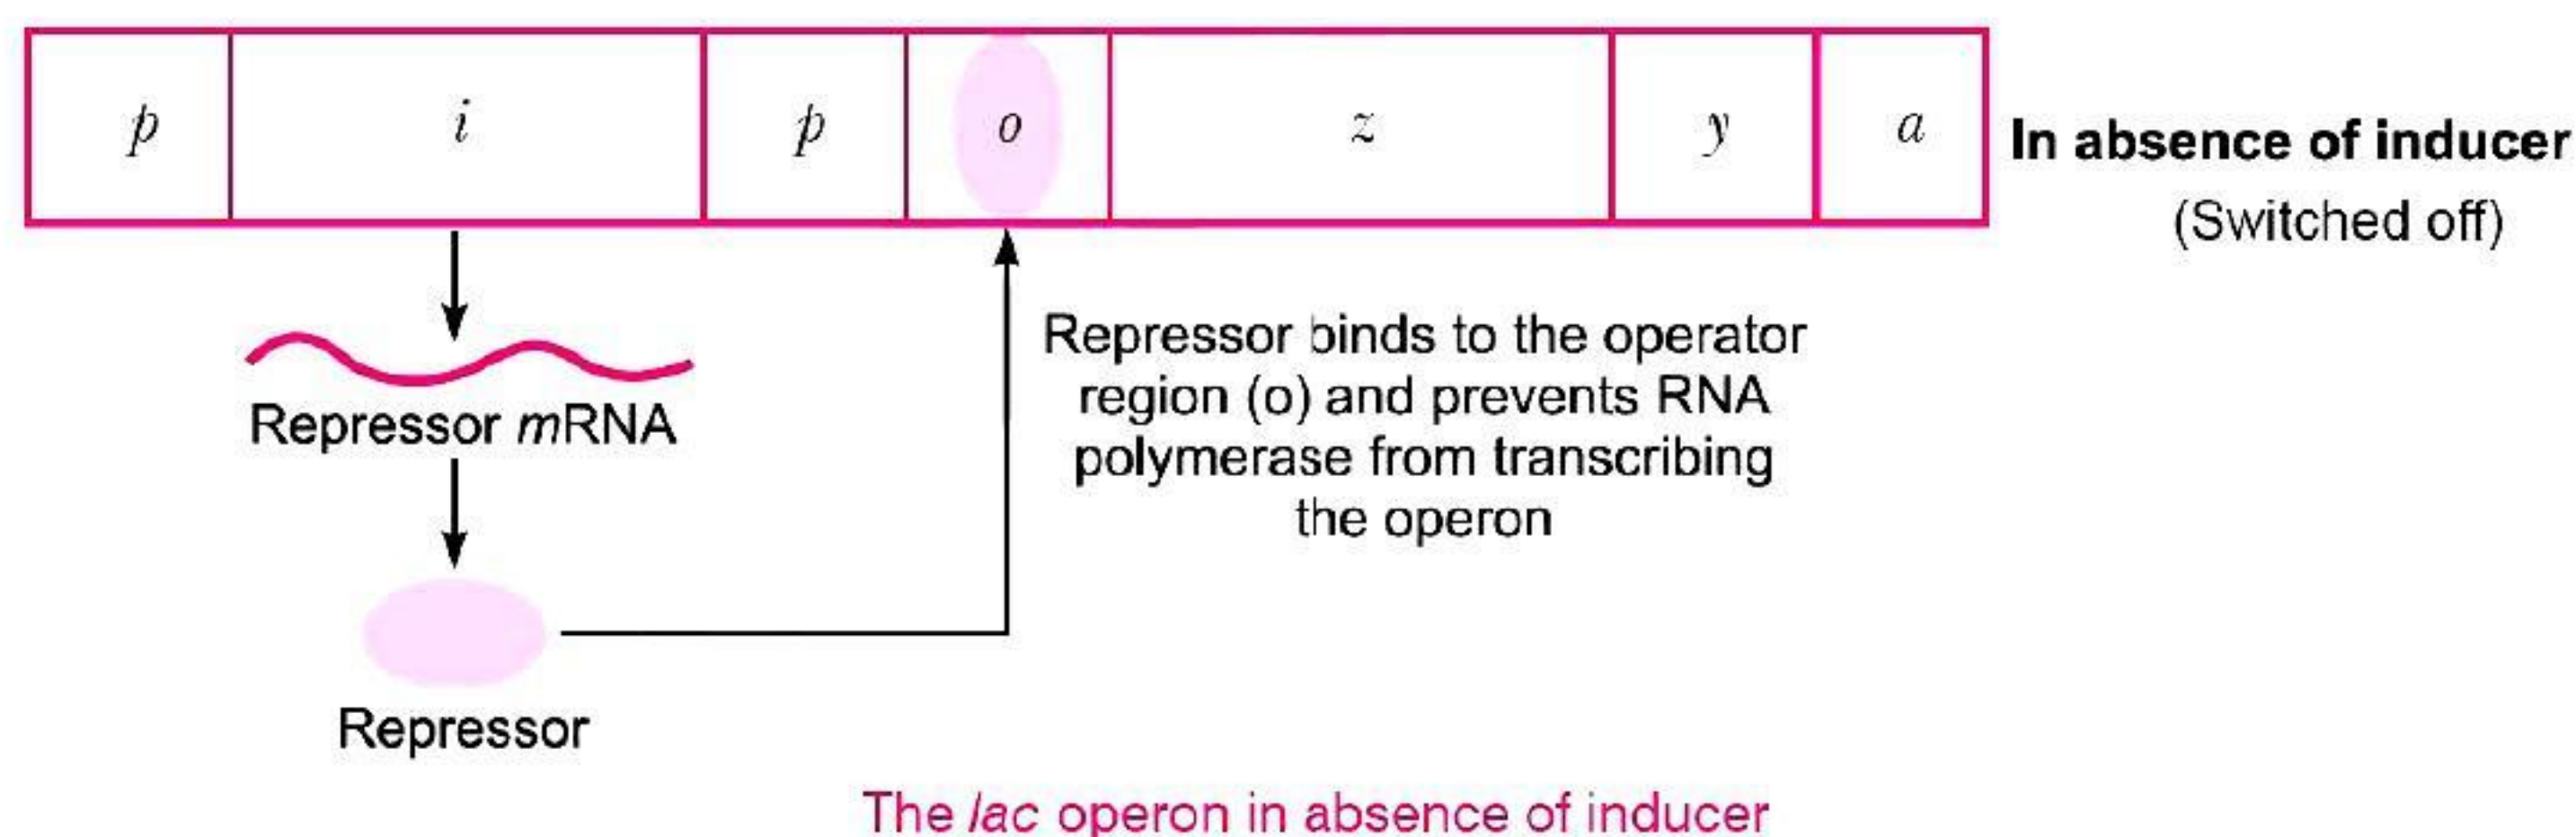 p i p o z y a
In absence of inducer
(Switched off)
Repressor binds to the operator
region (o) and prevents RNA
polymerase from transcribing
the operon
Repressor mRNA
Repressor
The lac operon in absence of inducer